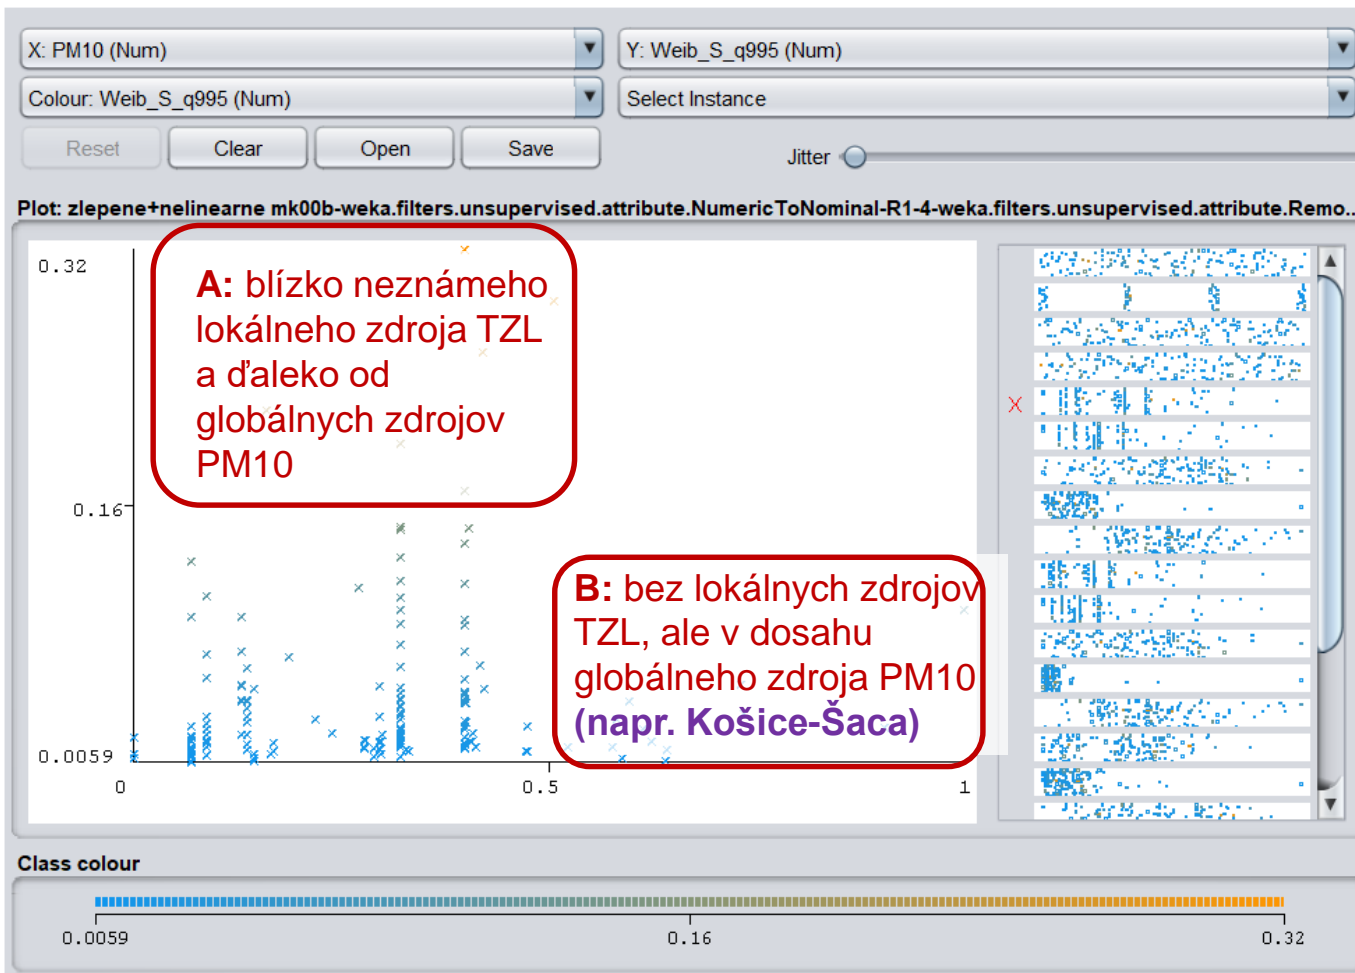 X: PM10 (Num)
Y: Weib_S_q995 (Num)
Colour: Weib_S_q995 (Num)
Select Instance
Reset
Clear
Open
Save
Jitter
Plot: zlepene+nelinearne mk00b-weka.filters.unsupervised.attribute.NumericToNominal-R1-4-weka.filters.unsupervised.attribute.Remo..
0.32
0.16
0.0059
0
0.5
1
A: blízko neznámeho
lokálneho zdroja TZL
a ďaleko od
globálnych zdrojov
PM10
B: bez lokálnych zdrojov
TZL, ale v dosahu
globálneho zdroja PM10
(napr. Košice-Šaca)
X
Class colour
0.0059
0.16
0.32